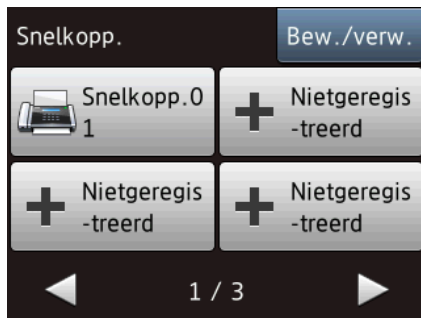 Snelkopp. Bew./verw.
Snelkopp.0 Nietgeregis
1 -treerd
Nietgeregis Nietgeregis
-treerd -treerd
1 / 3